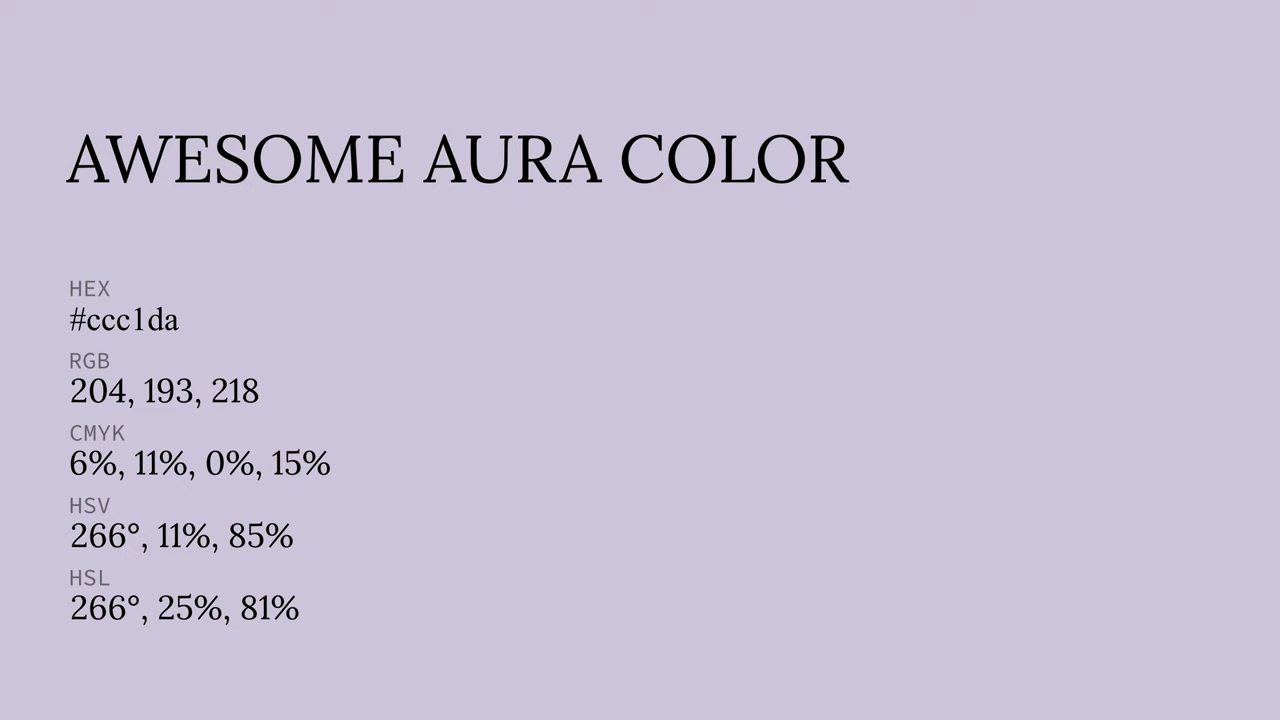 AWESOME AURA COLOR
HEX
#ccc1da
RGB
204, 193, 218
CMYK
6%, 11%, 0%, 15%
HSV
266°, 11%, 85%
HSL
266°, 25%, 81%